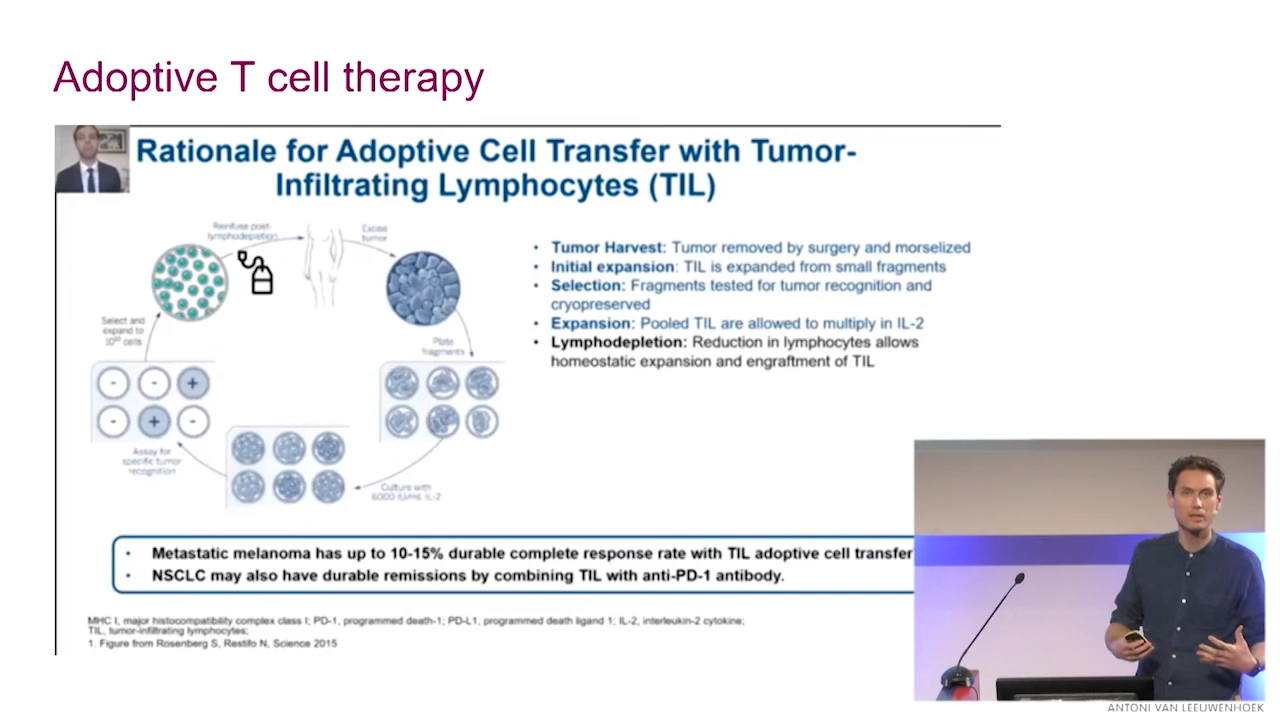 Adoptive T cell therapy
Rationale for Adoptive Cell Transfer with Tumor-
Infiltrating Lymphocytes (TIL)
Reinfuse post-
lymphodepletion
Excise
tumor
Select and
expand to
10¹⁰ cells
Plate
fragments
- - +
- + -
Assay for
specific tumor
recognition
Culture with
6000 IU/mL IL-2
• Tumor Harvest: Tumor removed by surgery and morselized
• Initial expansion: TIL is expanded from small fragments
• Selection: Fragments tested for tumor recognition and
cryopreserved
• Expansion: Pooled TIL are allowed to multiply in IL-2
• Lymphodepletion: Reduction in lymphocytes allows
homeostatic expansion and engraftment of TIL
• Metastatic melanoma has up to 10-15% durable complete response rate with TIL adoptive cell transfer
• NSCLC may also have durable remissions by combining TIL with anti-PD-1 antibody.
MHC I, major histocompatibility complex class I; PD-1, programmed death-1; PD-L1, programmed death ligand 1; IL-2, interleukin-2 cytokine;
TIL, tumor-infiltrating lymphocytes;
1. Figure from Rosenberg S, Restifo N, Science 2015
ANTONI VAN LEEUWENHOEK